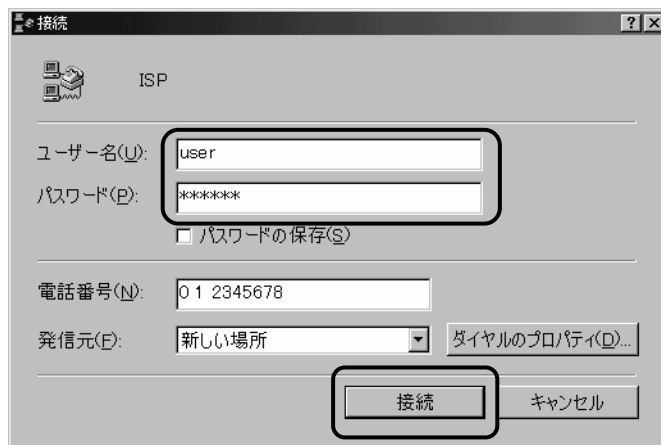 接続
ISP
ユーザー名(U): user
パスワード(P): ******
パスワードの保存(S)
電話番号(N): 0 1 2345678
発信元(F): 新しい場所 ダイヤルのプロパティ(D)...
接続 キャンセル